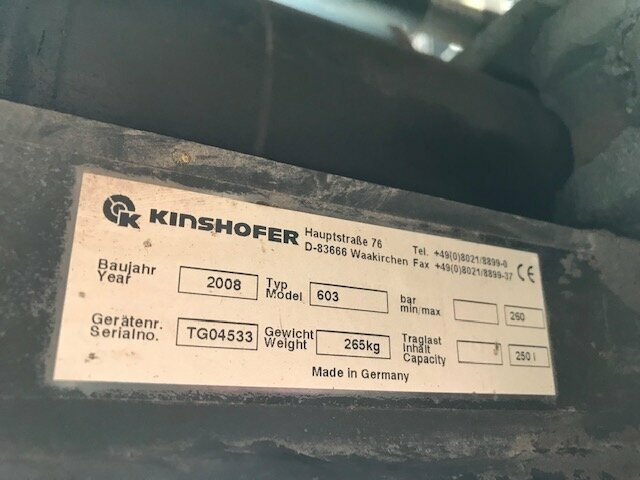 KINSHOFER Hauptstraße 76 Tel. +49(0)8021/8899-0 CE
D-83666 Waakirchen Fax +49(0)8021/8899-37
Baujahr Typ bar
Year 2008 Model 603 min/max 260
Gerätenr. Gewicht Traglast
Serialno. TG04533 Weight 265kg Inhalt
Capacity 250 l
Made in Germany